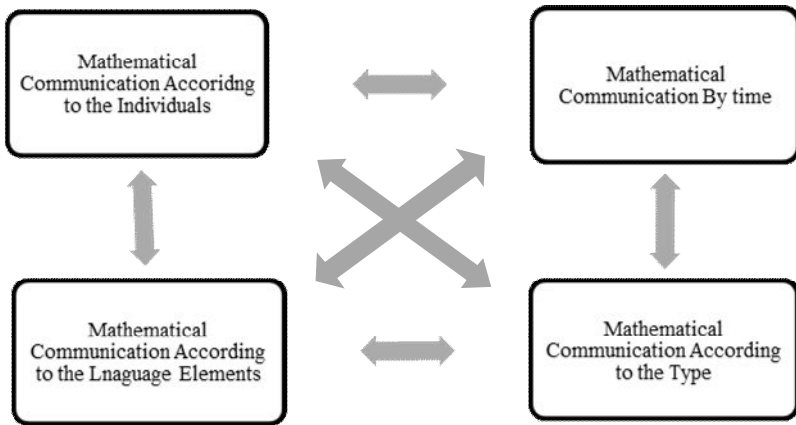 Mathematical
Communication Accoridng
to the Individuals
Mathematical
Communication By time
Mathematical
Communication According
to the Lnaguage Elements
Mathematical
Communication According
to the Type